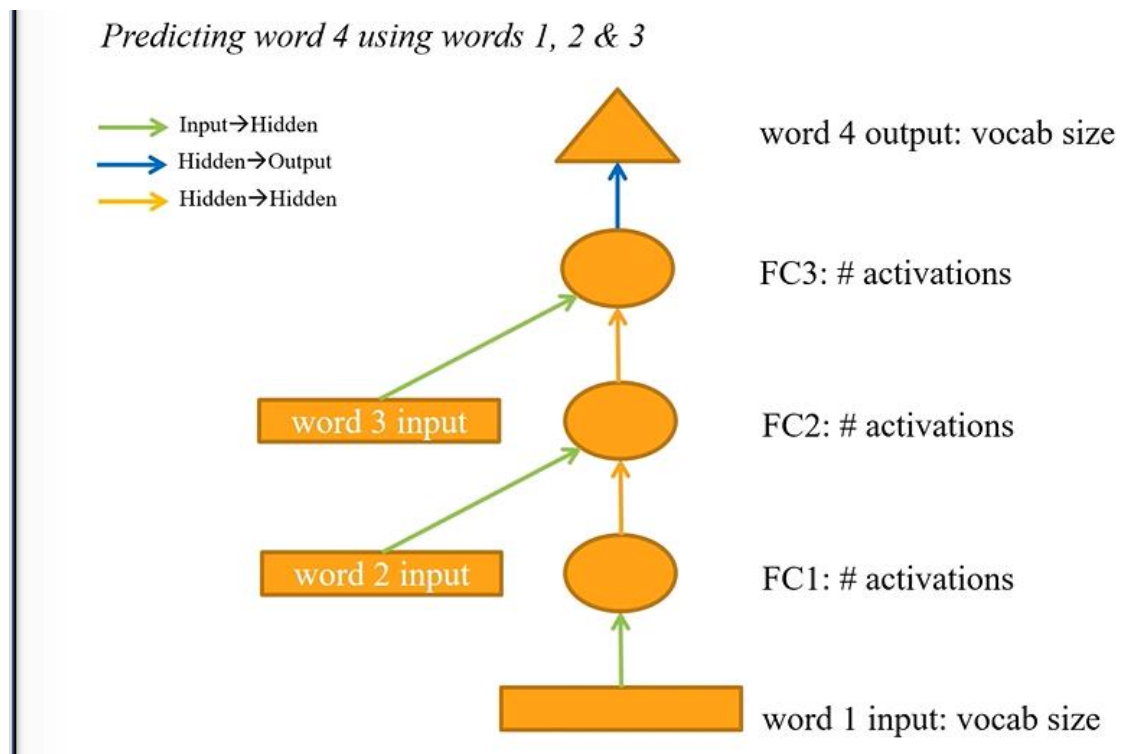 Predicting word 4 using words 1, 2 & 3
Input→Hidden
Hidden→Output
Hidden→Hidden
word 4 output: vocab size
FC3: # activations
word 3 input
FC2: # activations
word 2 input
FC1: # activations
word 1 input: vocab size